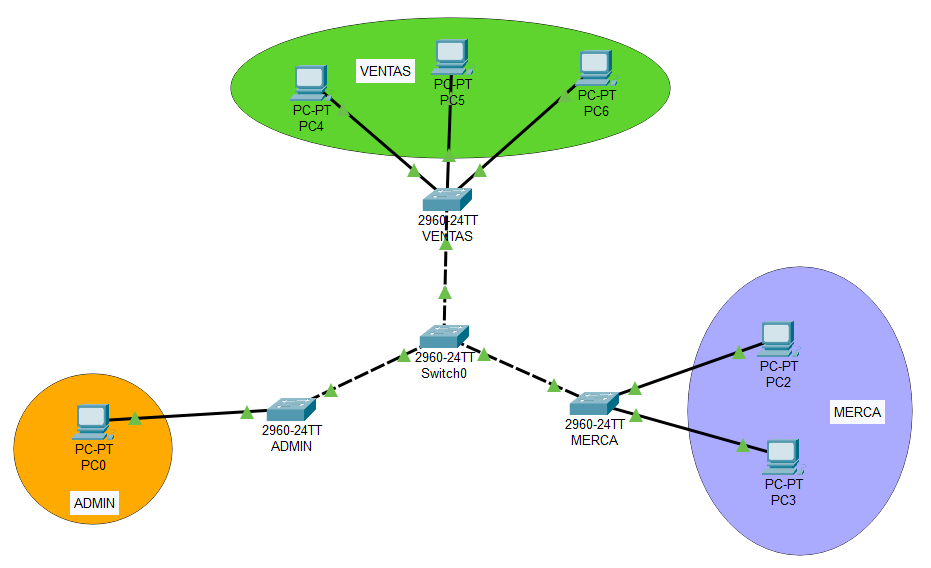 VENTAS
PC-PT
PC4
PC-PT
PC5
PC-PT
PC6
2960-24TT
VENTAS
2960-24TT
Switch0
PC-PT
PC0
ADMIN
2960-24TT
ADMIN
2960-24TT
MERCA
PC-PT
PC2
MERCA
PC-PT
PC3